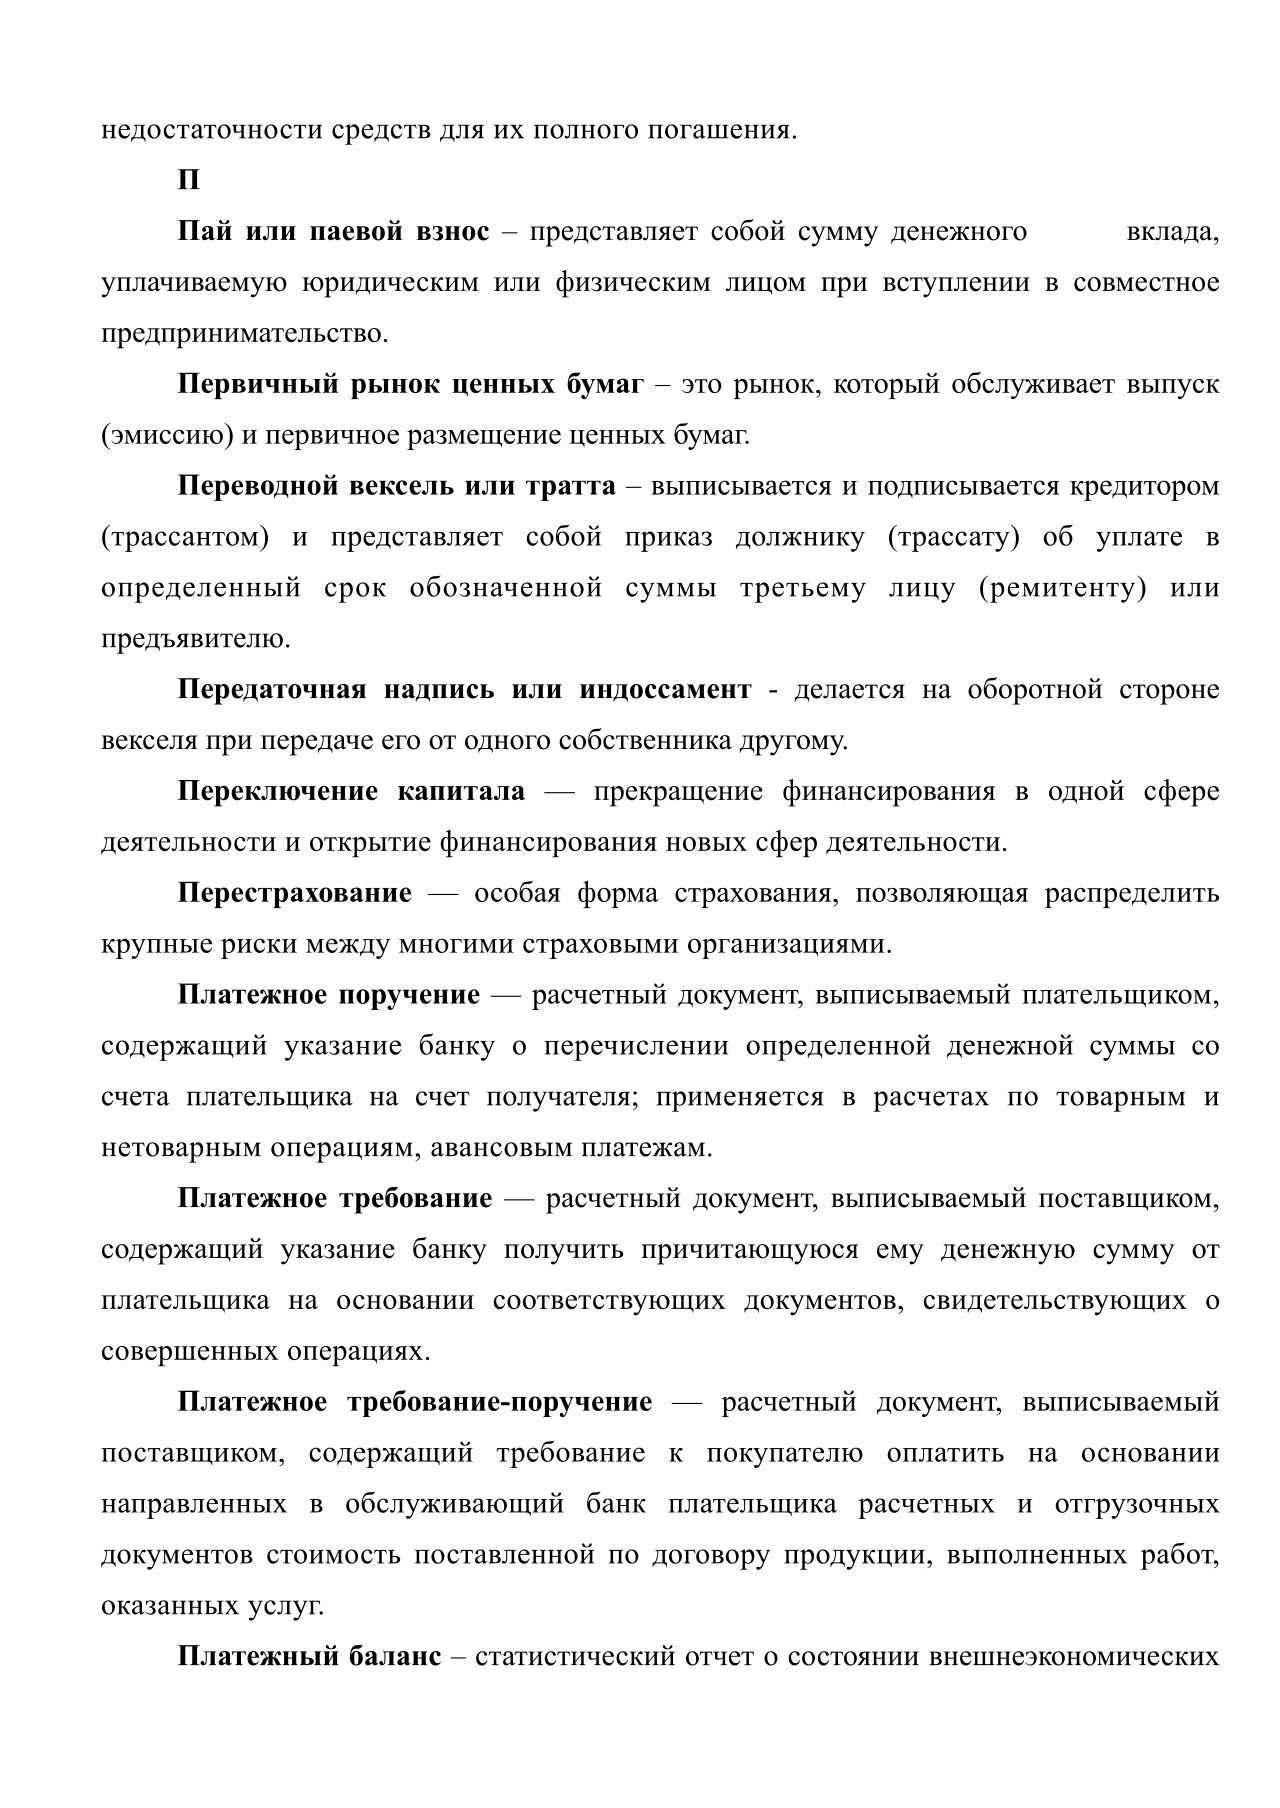 недостаточности средств для их полного погашения.
П
Пай или паевой взнос – представляет собой сумму денежного вклада,
уплачиваемую юридическим или физическим лицом при вступлении в совместное
предпринимательство.
Первичный рынок ценных бумаг – это рынок, который обслуживает выпуск
(эмиссию) и первичное размещение ценных бумаг.
Переводной вексель или тратта – выписывается и подписывается кредитором
(трассантом) и представляет собой приказ должнику (трассату) об уплате в
определенный срок обозначенной суммы третьему лицу (ремитенту) или
предъявителю.
Передаточная надпись или индоссамент - делается на оборотной стороне
векселя при передаче его от одного собственника другому.
Переключение капитала — прекращение финансирования в одной сфере
деятельности и открытие финансирования новых сфер деятельности.
Перестрахование — особая форма страхования, позволяющая распределить
крупные риски между многими страховыми организациями.
Платежное поручение — расчетный документ, выписываемый плательщиком,
содержащий указание банку о перечислении определенной денежной суммы со
счета плательщика на счет получателя; применяется в расчетах по товарным и
нетоварным операциям, авансовым платежам.
Платежное требование — расчетный документ, выписываемый поставщиком,
содержащий указание банку получить причитающуюся ему денежную сумму от
плательщика на основании соответствующих документов, свидетельствующих о
совершенных операциях.
Платежное требование-поручение — расчетный документ, выписываемый
поставщиком, содержащий требование к покупателю оплатить на основании
направленных в обслуживающий банк плательщика расчетных и отгрузочных
документов стоимость поставленной по договору продукции, выполненных работ,
оказанных услуг.
Платежный баланс – статистический отчет о состоянии внешнеэкономических